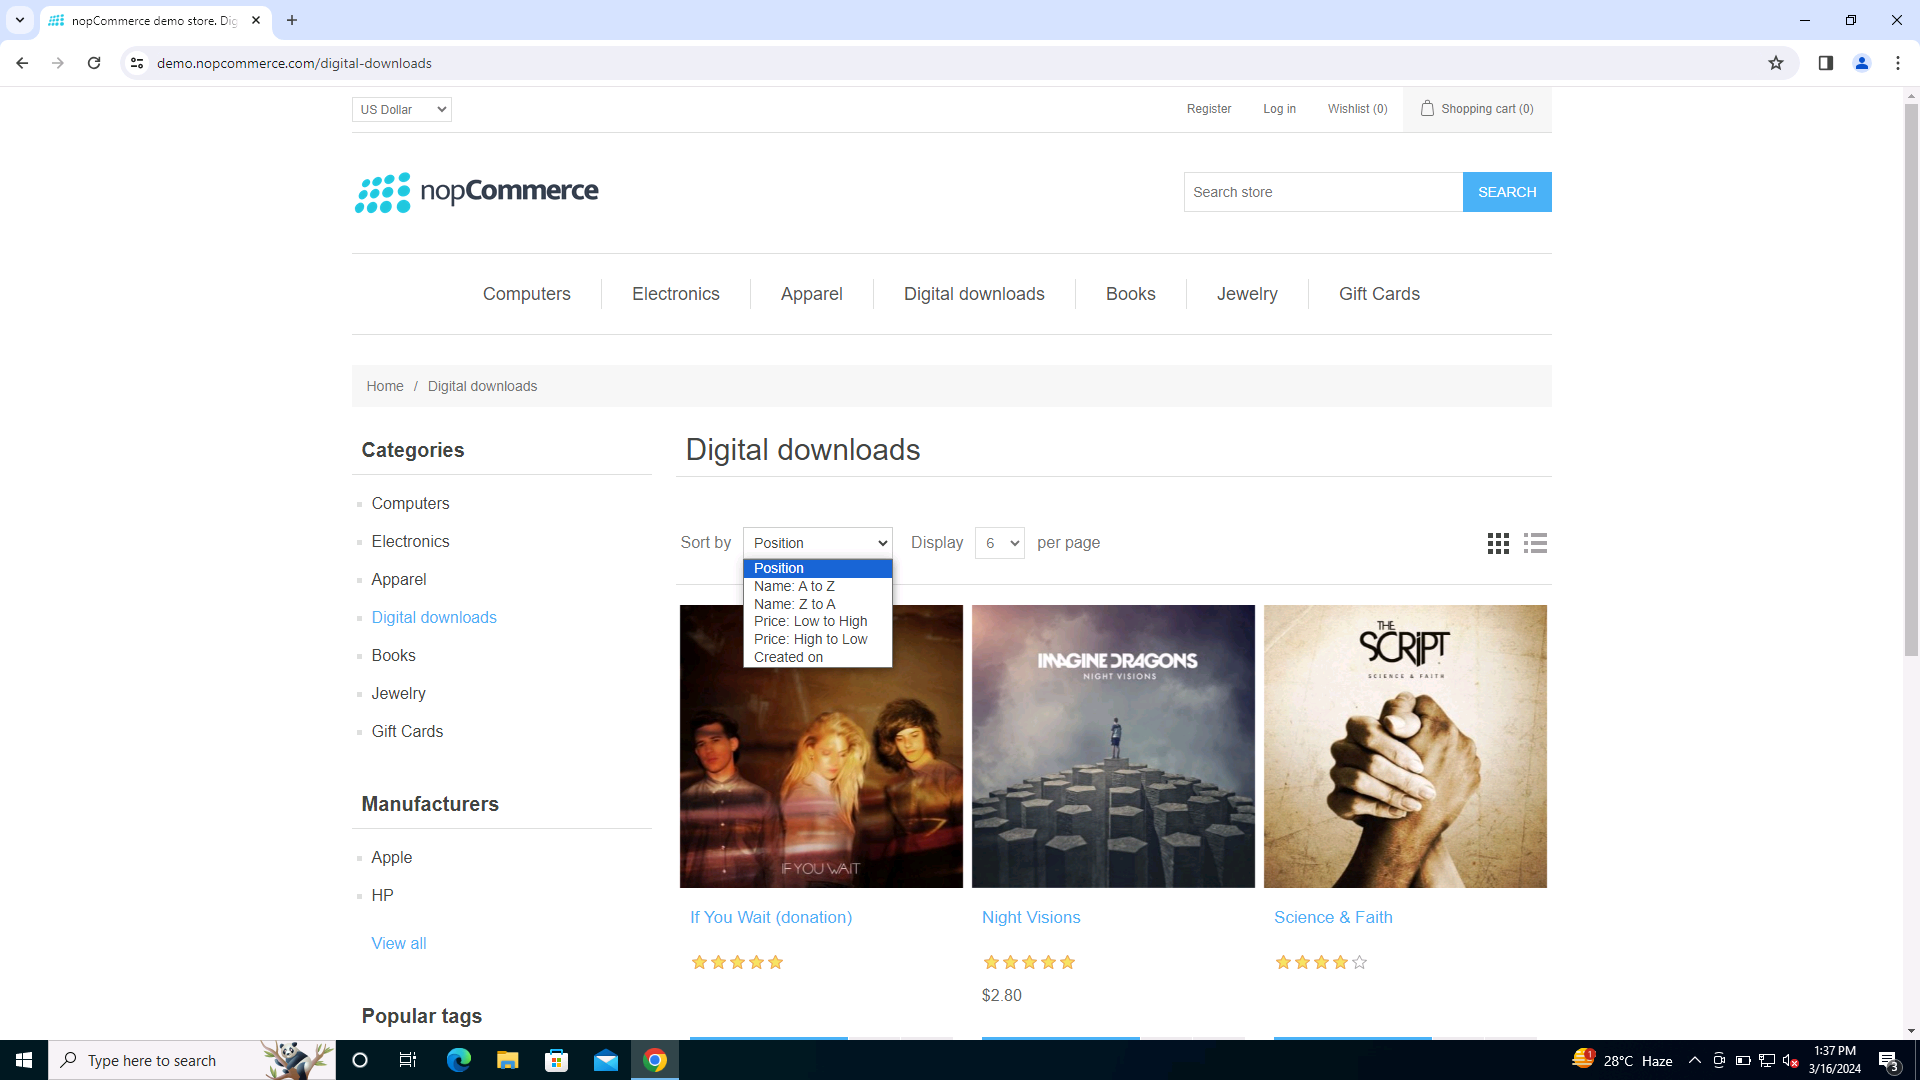 nopCommerce demo store. Dig
demo.nopcommerce.com/digital-downloads
US Dollar
Register
Log in
Wishlist (0)
Shopping cart (0)
nopCommerce
Search store
SEARCH
Computers
Electronics
Apparel
Digital downloads
Books
Jewelry
Gift Cards
Home / Digital downloads
Categories
Computers
Electronics
Apparel
Digital downloads
Books
Jewelry
Gift Cards
Manufacturers
Apple
HP
View all
Popular tags
Digital downloads
Sort by
Position
Display
6
per page
Position
Name: A to Z
Name: Z to A
Price: Low to High
Price: High to Low
Created on
IF YOU WAIT
IMAGINE DRAGONS
NIGHT VISIONS
THE
SCRIPT
SCIENCE & FAITH
If You Wait (donation)
Night Visions
Science & Faith
$2.80
Type here to search
1
28°C Haze
1:37 PM
3/16/2024
3